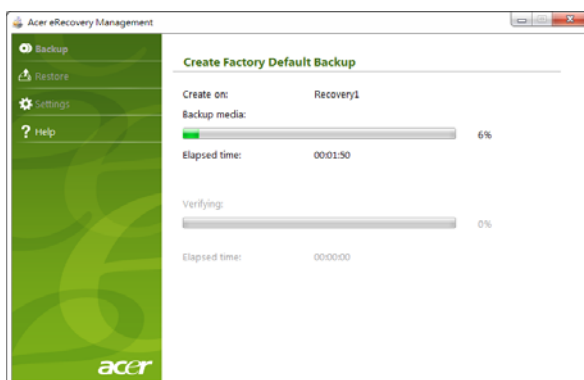 Acer eRecovery Management
Backup
Restore
Settings
Help
Create Factory Default Backup
Create on: Recovery1
Backup media:
6%
Elapsed time: 00:01:50
Verifying:
0%
Elapsed time: 00:00:00
acer